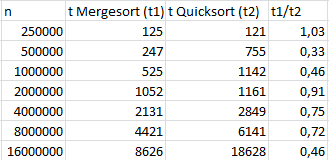 n t Mergesort (t1) t Quicksort (t2) t1/t2
250000 125 121 1,03
500000 247 755 0,33
1000000 525 1142 0,46
2000000 1052 1161 0,91
4000000 2131 2849 0,75
8000000 4421 6141 0,72
16000000 8626 18628 0,46